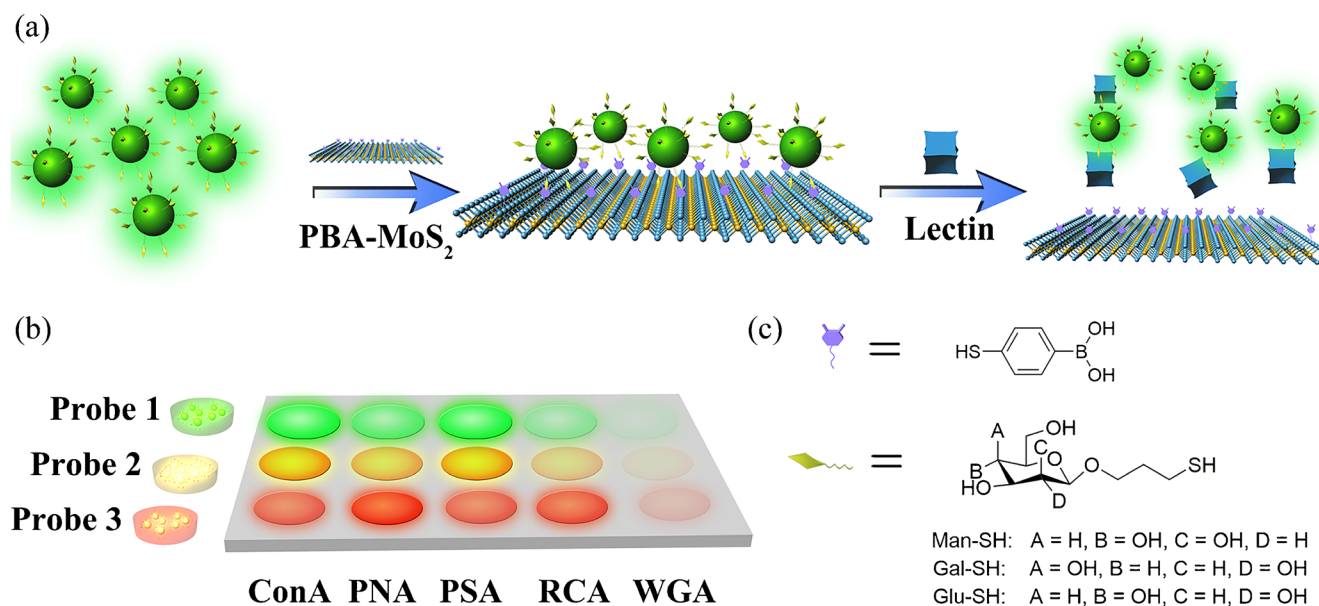 (a)
PBA-MoS₂
Lectin
(b)
Probe 1
Probe 2
Probe 3
ConA PNA PSA RCA WGA
(c)
=
HS
B
OH
OH
=
A
OH
C
O
B
HO
D
O
SH
Man-SH: A = H, B = OH, C = OH, D = H
Gal-SH: A = OH, B = H, C = H, D = OH
Glu-SH: A = H, B = OH, C = H, D = OH